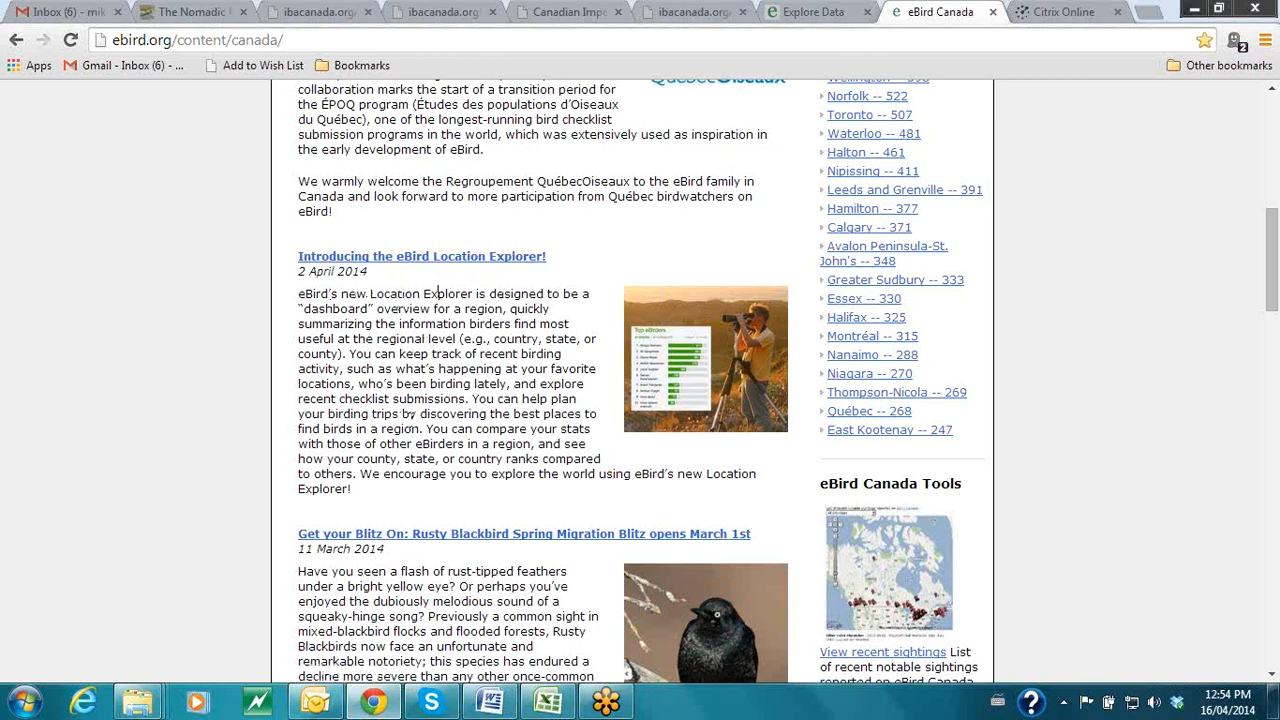 Inbox (6) - mik
The Nomadic
ibacanada.org
ibacanada.org
Canadian Impe
ibacanada.org
Explore Data
eBird Canada
Citrix Online
ebird.org/content/canada/
2
Apps
Gmail - Inbox (6) - ...
Add to Wishlist
Bookmarks
Other bookmarks
collaboration marks the start of a transition period for
the ÉPOQ program (Études des populations d'Oiseaux
du Québec), one of the longest-running bird checklist
submission programs in the world, which was extensively used as inspiration in
the early development of eBird.
We warmly welcome the Regroupement QuébecOiseaux to the eBird family in
Canada and look forward to more participation from Québec birdwatchers on
eBird!
Introducing the eBird Location Explorer!
2 April 2014
eBird's new Location Explorer is designed to be a
"dashboard" overview for a region, quickly
summarizing the information birders find most
useful at that regional level (e.g., country, state, or
county). You can keep track of recent birding
activity, such as what's happening at your favorite
locations, who's been birding lately, and explore
recent checklist submissions. You can help plan
your birding trips by discovering the best places to
find birds in a region. You can compare your stats
with those of other eBirders in a region, and see
how your county, state, or country ranks compared
to others. We encourage you to explore the world using eBird's new Location
Explorer!
Top eBirders
Get your Blitz On: Rusty Blackbird Spring Migration Blitz opens March 1st
11 March 2014
Have you seen a flash of rust-tipped feathers
under a bright yellow eye? Or perhaps you've
enjoyed the dubiously melodious sound of a
squeaky-hinge song? Previously a common sight in
mixed-blackbird flocks and flooded forests, Rusty
Blackbirds now face an unfortunate and
remarkable notoriety: this species has endured a
decline more severe than any other once-common
QuébecOiseaux
Norfolk -- 522
Toronto -- 507
Waterloo -- 481
Halton -- 461
Nipissing -- 411
Leeds and Grenville -- 391
Hamilton -- 377
Calgary -- 371
Avalon Peninsula-St.
John's -- 348
Greater Sudbury -- 333
Essex -- 330
Halifax -- 325
Montréal -- 315
Nanaimo -- 288
Niagara -- 270
Thompson-Nicola -- 269
Québec -- 268
East Kootenay -- 247
eBird Canada Tools
View recent sightings List
of recent notable sightings
reported on eBird Canada
12:54 PM
16/04/2014